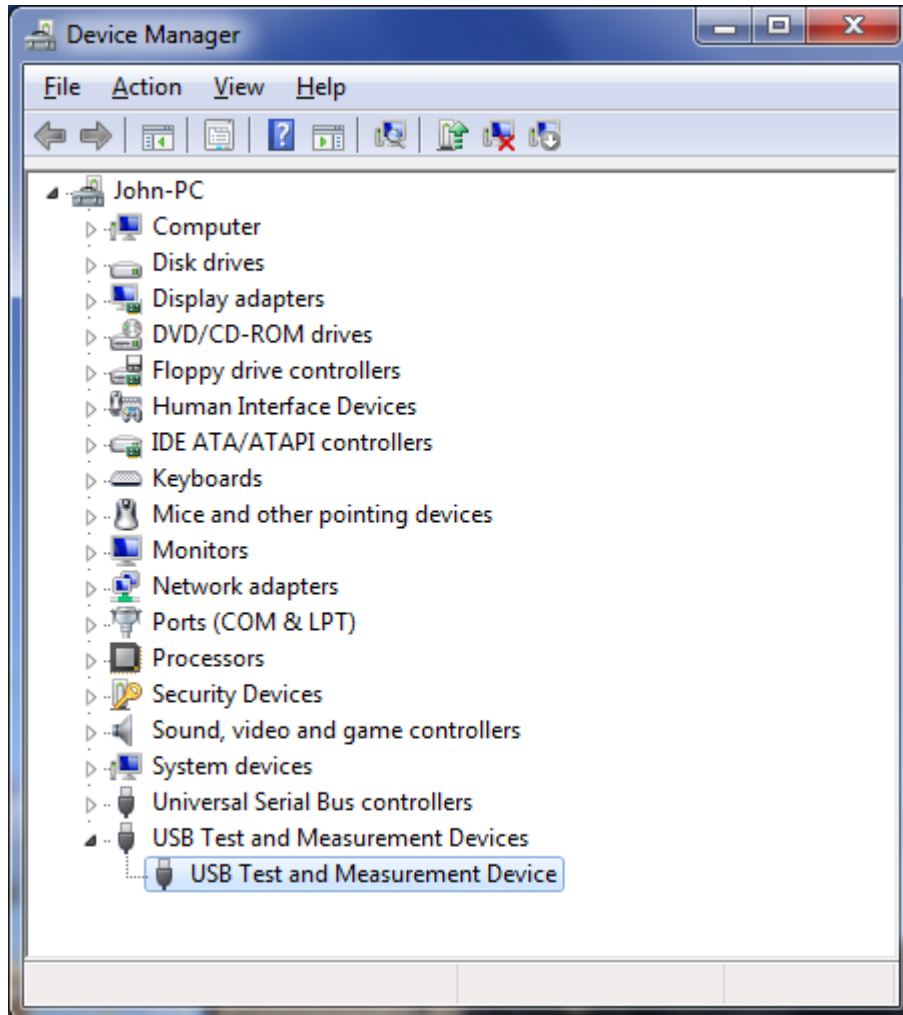 Device Manager
File Action View Help
John-PC
Computer
Disk drives
Display adapters
DVD/CD-ROM drives
Floppy drive controllers
Human Interface Devices
IDE ATA/ATAPI controllers
Keyboards
Mice and other pointing devices
Monitors
Network adapters
Ports (COM & LPT)
Processors
Security Devices
Sound, video and game controllers
System devices
Universal Serial Bus controllers
USB Test and Measurement Devices
USB Test and Measurement Device